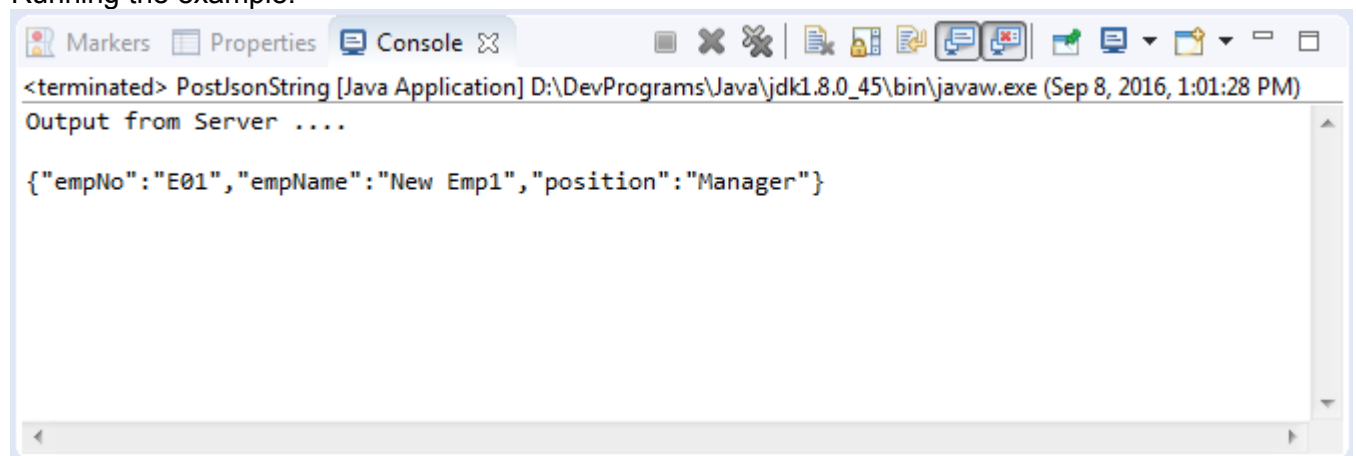 Running the example:
Markers Properties Console
<terminated> PostJsonString [Java Application] D:\DevPrograms\Java\jdk1.8.0_45\bin\javaw.exe (Sep 8, 2016, 1:01:28 PM)
Output from Server ....
{"empNo":"E01","empName":"New Emp1","position":"Manager"}